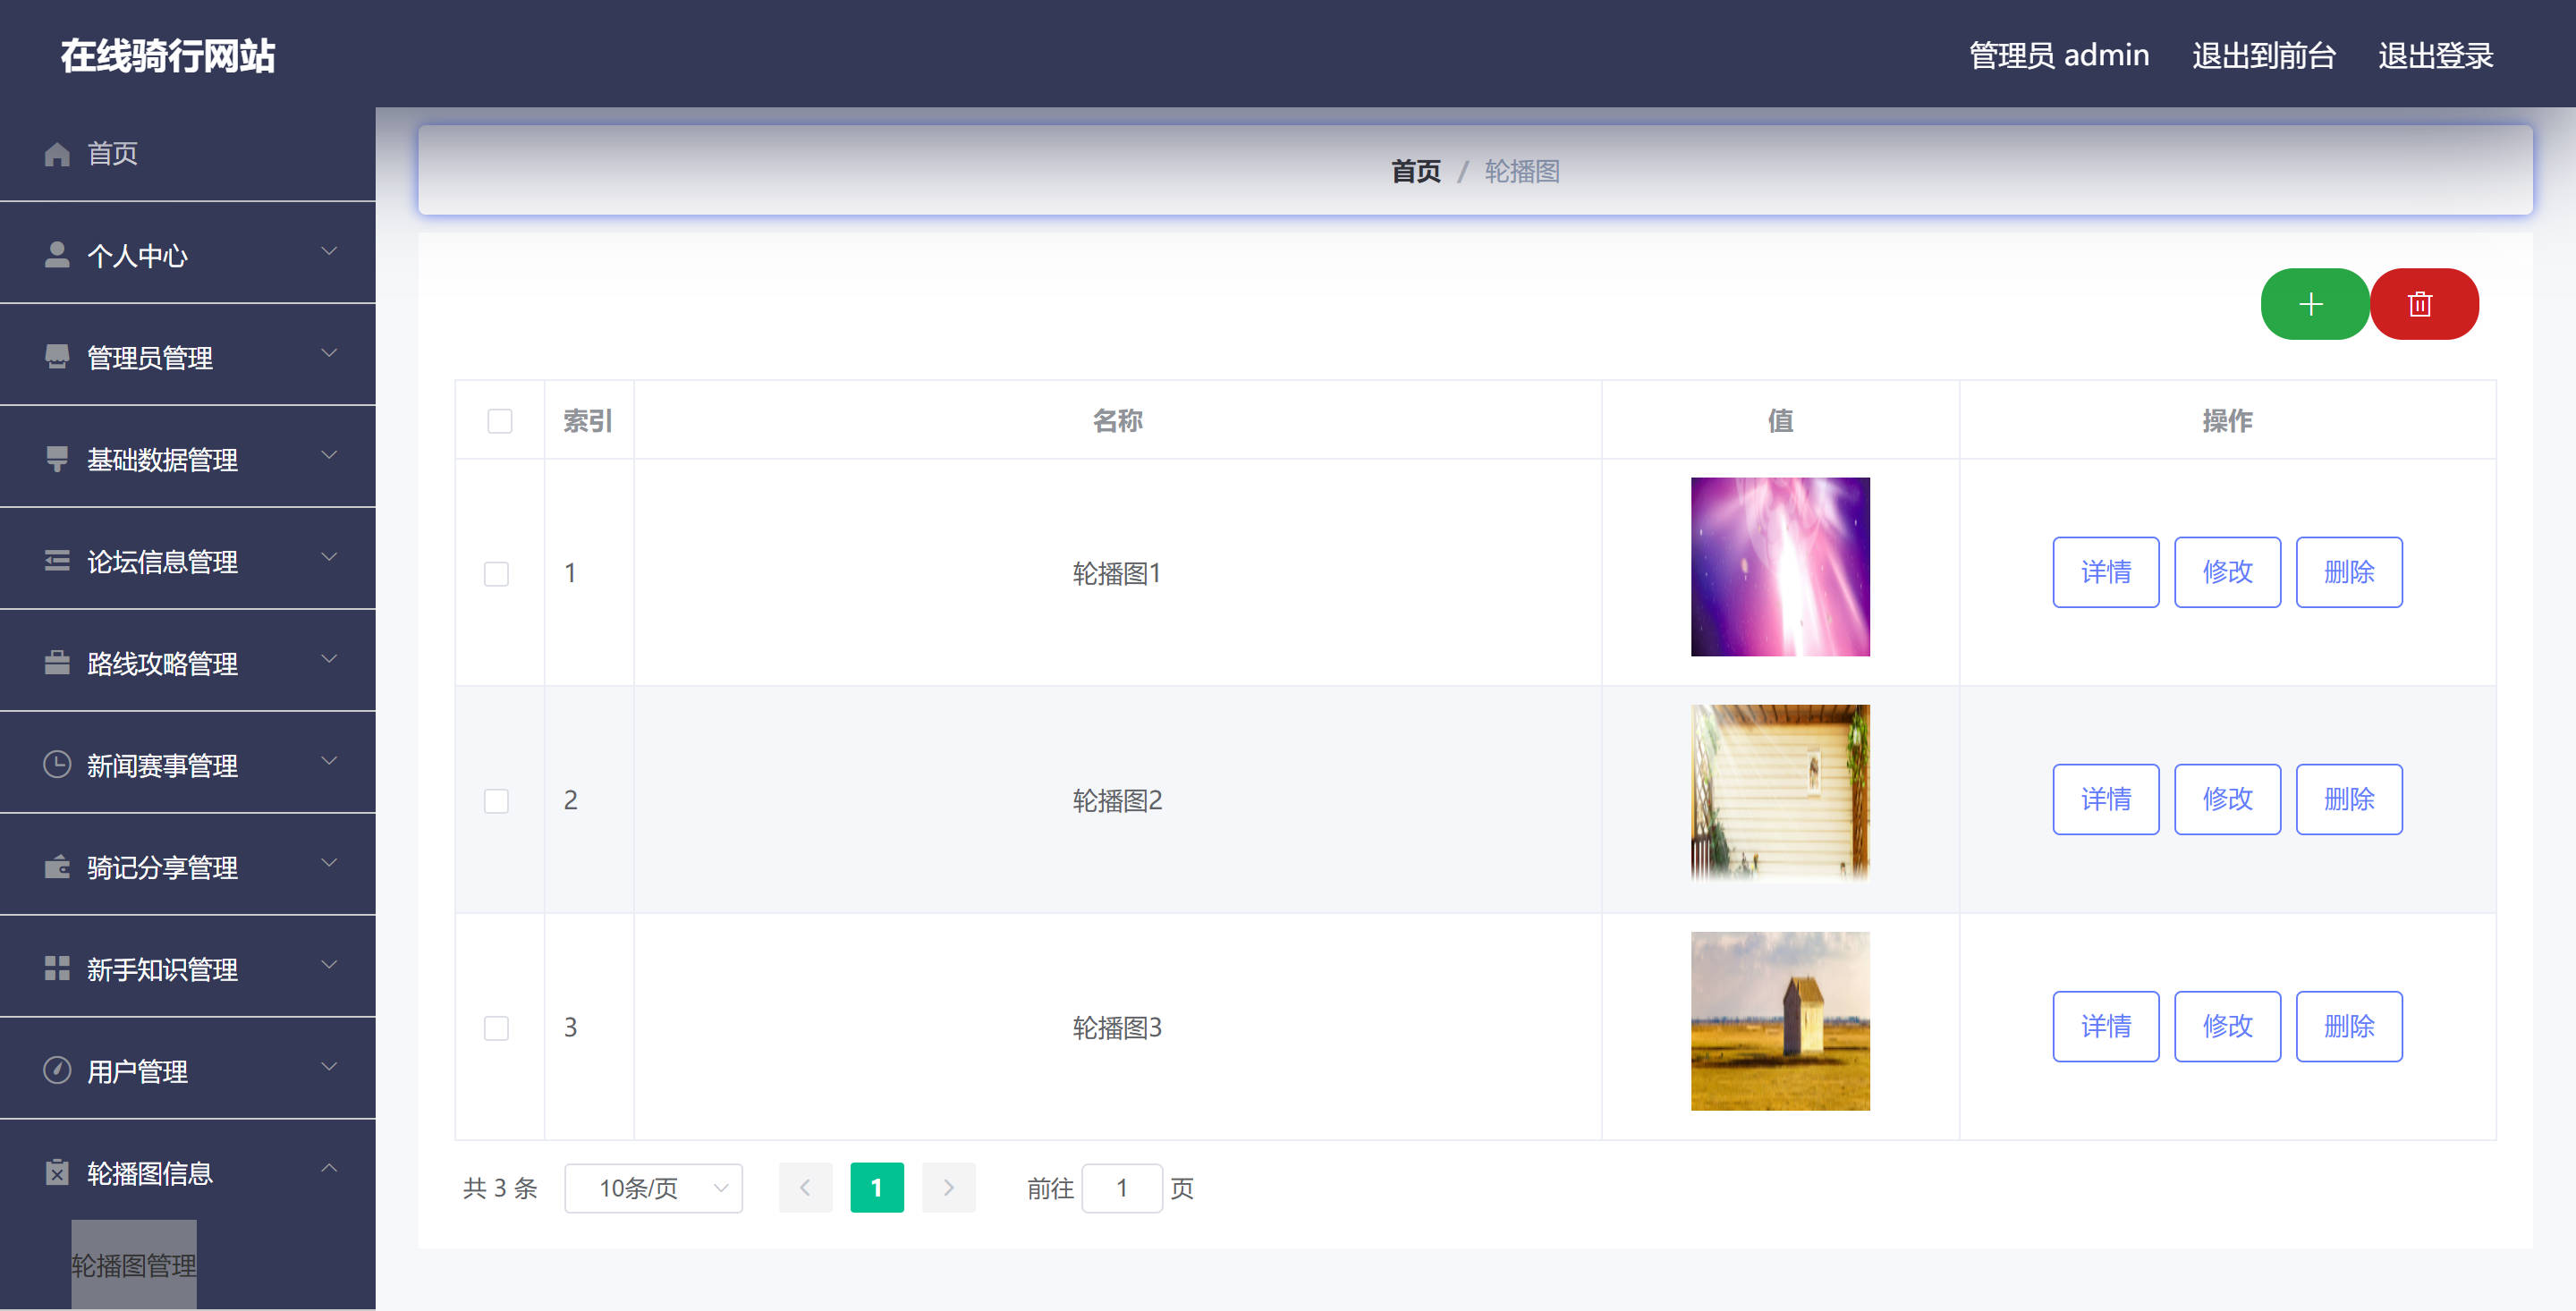 在线骑行网站
管理员 admin 退出到前台 退出登录
首页
个人中心
管理员管理
基础数据管理
论坛信息管理
路线攻略管理
新闻赛事管理
骑记分享管理
新手知识管理
用户管理
轮播图信息
轮播图管理
首页 / 轮播图
索引 名称 值 操作
1 轮播图1 详情 修改 删除
2 轮播图2 详情 修改 删除
3 轮播图3 详情 修改 删除
共 3 条 10条/页 1 前往 1 页